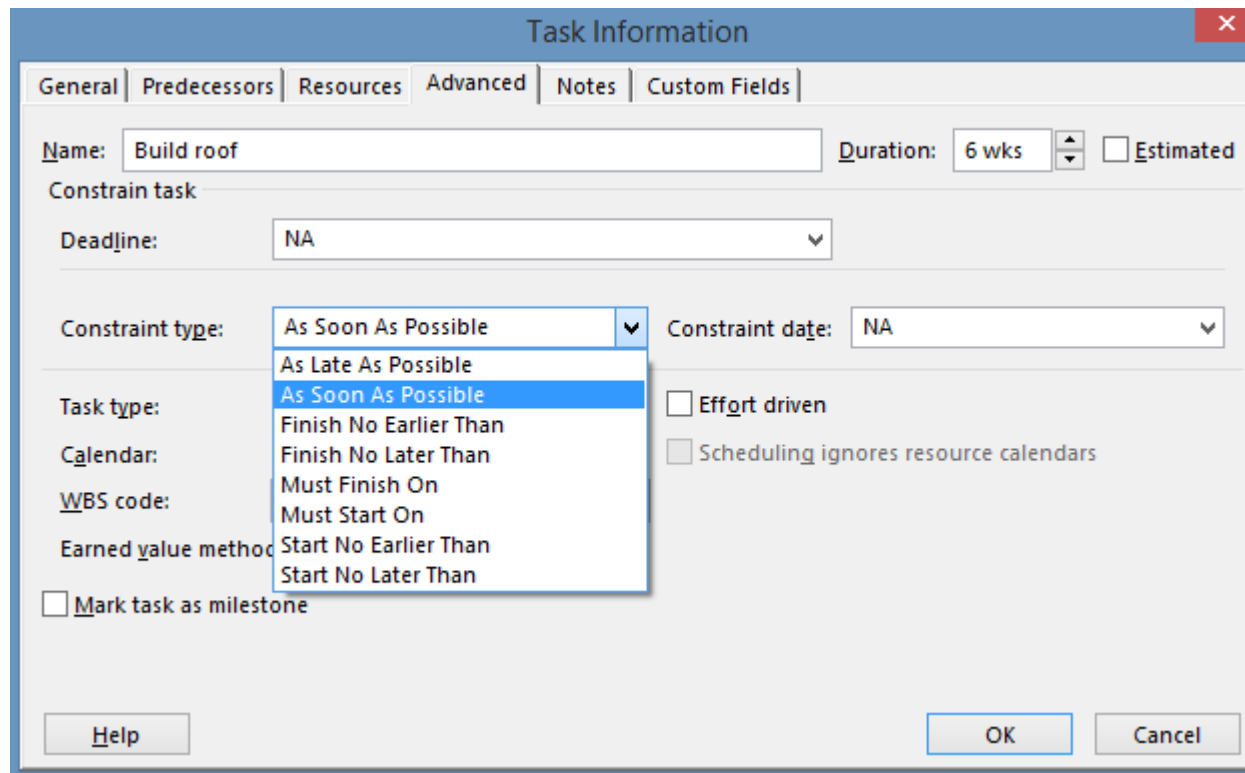 Task Information
General Predecessors Resources Advanced Notes Custom Fields
Name: Build roof Duration: 6 wks Estimated
Constrain task
Deadline: NA
Constraint type: As Soon As Possible Constraint date: NA
As Late As Possible
As Soon As Possible
Task type: Effort driven
Finish No Earlier Than
Calendar: Finish No Later Than Scheduling ignores resource calendars
Must Finish On
WBS code:
Must Start On
Earned value method Start No Earlier Than
Start No Later Than
Mark task as milestone
Help OK Cancel